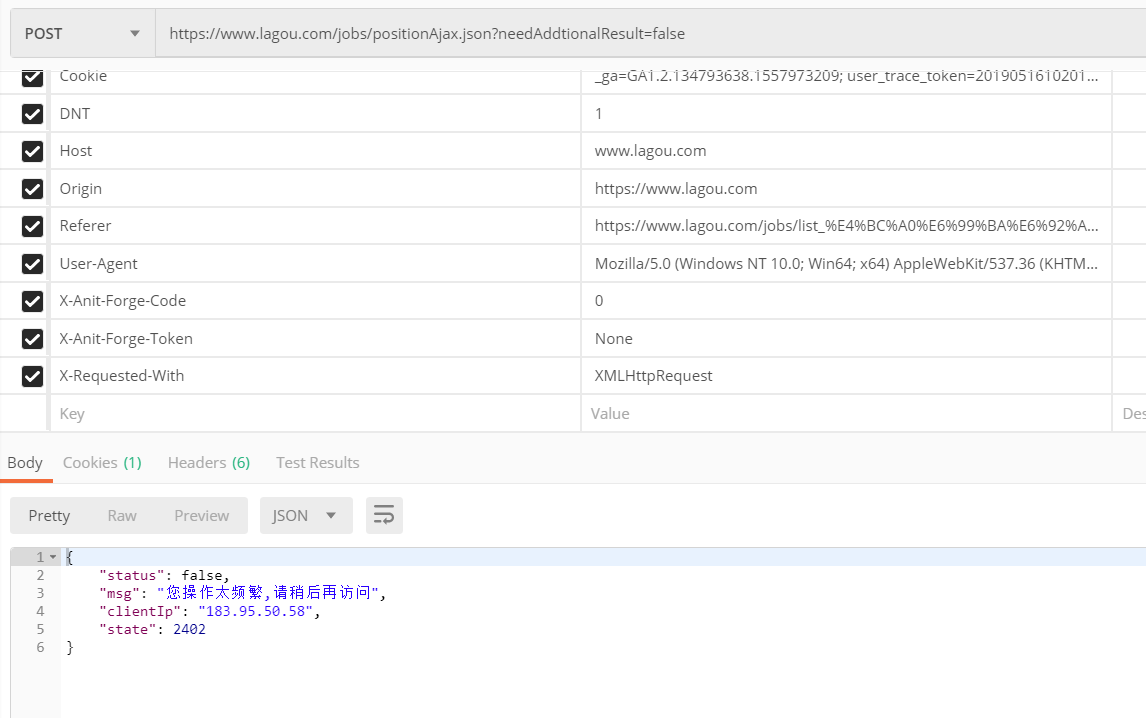 POST https://www.lagou.com/jobs/positionAjax.json?needAddtionalResult=false
Cookie _ga=GA1.2.134793638.1557973209; user_trace_token=2019051610201...
DNT 1
Host www.lagou.com
Origin https://www.lagou.com
Referer https://www.lagou.com/jobs/list_%E4%BC%A0%E6%99%BA%E6%92%A...
User-Agent Mozilla/5.0 (Windows NT 10.0; Win64; x64) AppleWebKit/537.36 (KHTM...
X-Anit-Forge-Code 0
X-Anit-Forge-Token None
X-Requested-With XMLHttpRequest
Key Value Des
Body Cookies (1) Headers (6) Test Results
Pretty Raw Preview JSON
1 {
2 "status": false,
3 "msg": "您操作太频繁,请稍后再访问",
4 "clientIp": "183.95.50.58",
5 "state": 2402
6 }